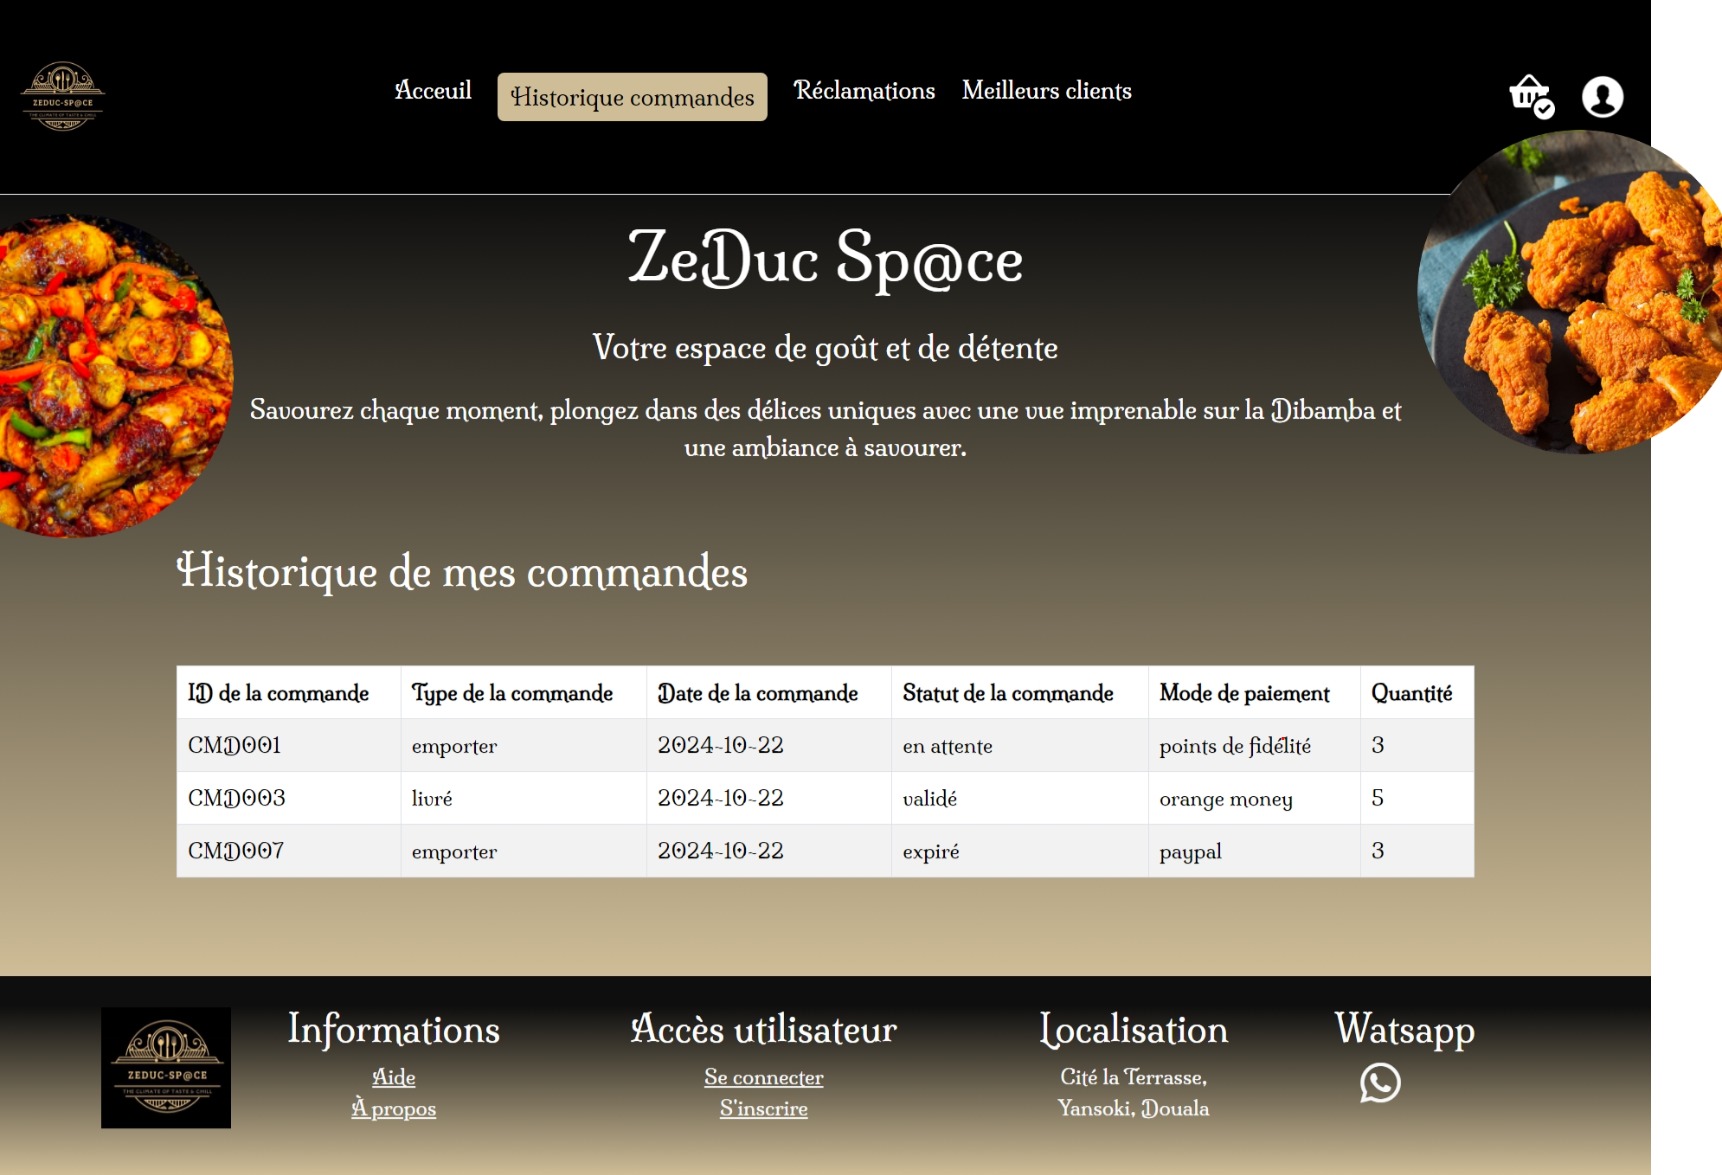 ZEDUC-SP@CE
THE CLIMATE OF TASTE & CHILL
Acceuil
Historique commandes
Réclamations
Meilleurs clients
ZeDuc Sp@ce
Votre espace de goût et de détente
Savourez chaque moment, plongez dans des délices uniques avec une vue imprenable sur la Dibamba et
une ambiance à savourer.
Historique de mes commandes
ID de la commande Type de la commande Date de la commande Statut de la commande Mode de paiement Quantité
CMD001 emporter 2024-10-22 en attente points de fidélité 3
CMD003 livré 2024-10-22 validé orange money 5
CMD007 emporter 2024-10-22 expiré paypal 3
ZEDUC-SP@CE
THE CLIMATE OF TASTE & CHILL
Informations
Aide
À propos
Accès utilisateur
Se connecter
S'inscrire
Localisation
Cité la Terrasse,
Yansoki, Douala
Watsapp